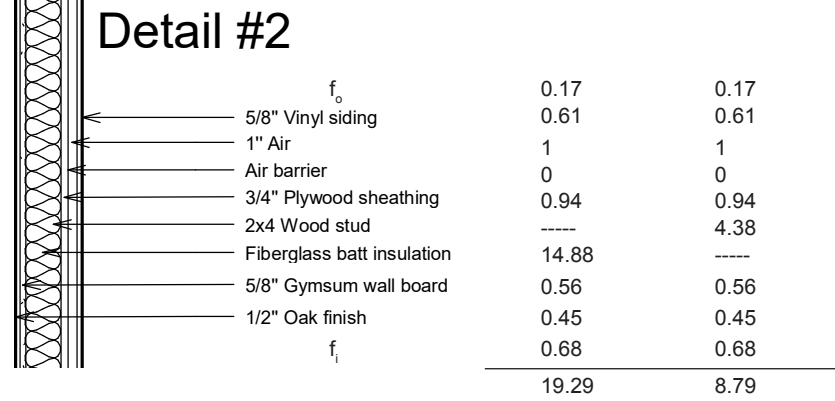 Detail #2
fo 0.17 0.17
5/8" Vinyl siding 0.61 0.61
1" Air 1 1
Air barrier 0 0
3/4" Plywood sheathing 0.94 0.94
2x4 Wood stud ----- 4.38
Fiberglass batt insulation 14.88 -----
5/8" Gymsum wall board 0.56 0.56
1/2" Oak finish 0.45 0.45
fi 0.68 0.68
19.29 8.79